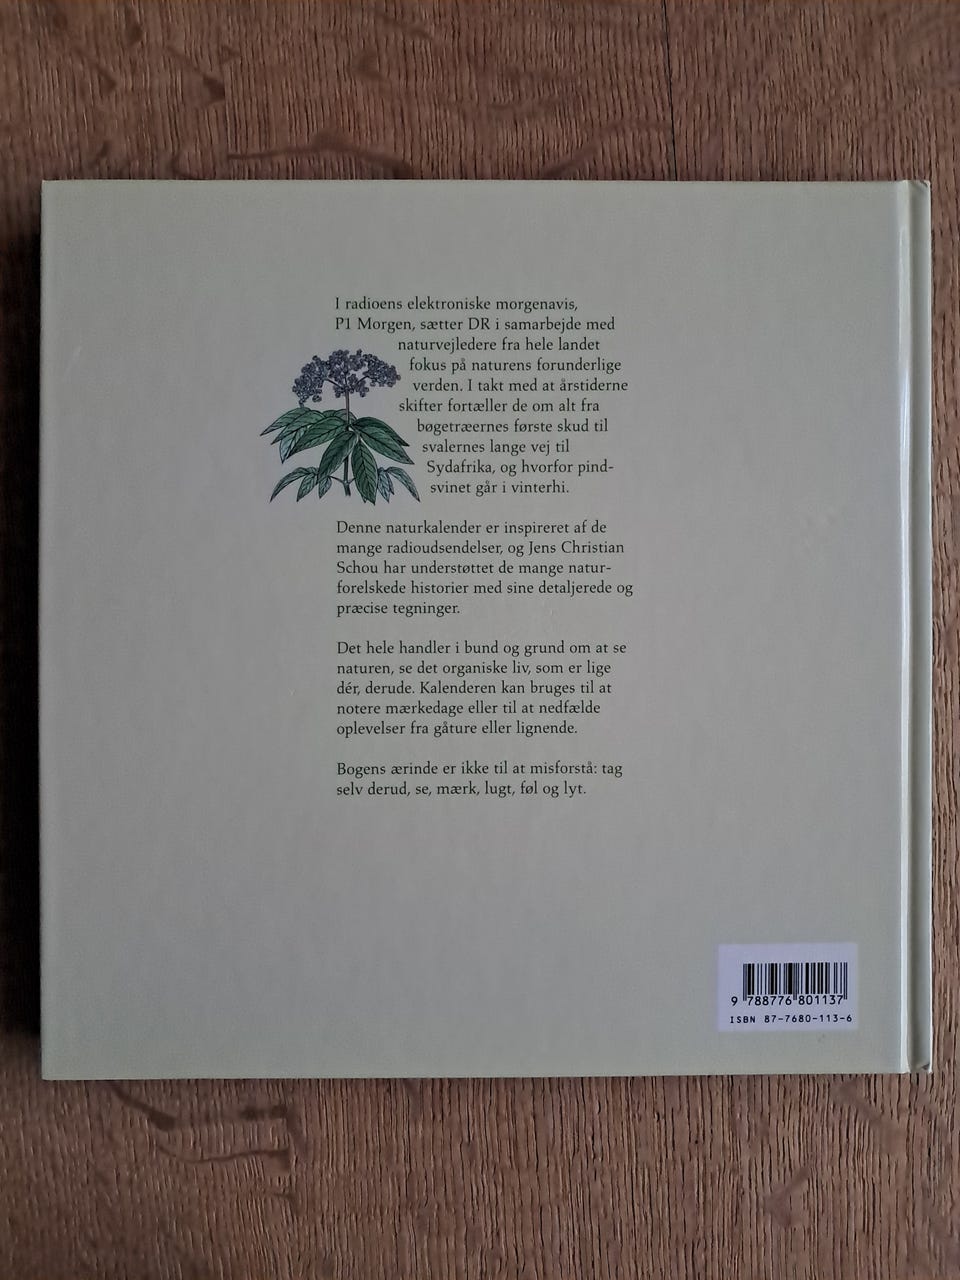 I radioens elektroniske morgenavis,
P1 Morgen, sætter DR i samarbejde med
naturvejledere fra hele landet
fokus på naturens forunderlige
verden. I takt med at årstiderne
skifter fortæller de om alt fra
bøgetræernes første skud til
svalernes lange vej til
Sydafrika, og hvorfor pind-
svinet går i vinterhi.
Denne naturkalender er inspireret af de
mange radioudsendelser, og Jens Christian
Schou har understøttet de mange natur-
forelskede historier med sine detaljerede og
præcise tegninger.
Det hele handler i bund og grund om at se
naturen, se det organiske liv, som er lige
dér, derude. Kalenderen kan bruges til at
notere mærkedage eller til at nedfælde
oplevelser fra gåture eller lignende.
Bogens ærinde er ikke til at misforstå: tag
selv derud, se, mærk, lugt, føl og lyt.
9 788776 801137
ISBN 87-7680-113-6